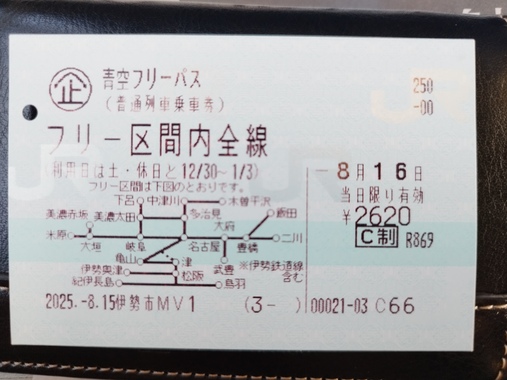 企 青空フリーパス
(普通列車乗車券)
250
-00
フリー区間内全線
(利用日は土・休日と12/30~1/3)
フリー区間は下図のとおりです。
-8月16日
当日限り有効
¥2620
C制 R869
下呂 中津川 木曽平沢
美濃赤坂 美濃太田 多治見 飯田
大府
米原 二川
大垣 岐阜 名古屋 豊橋
亀山 津 武豊 ※伊勢鉄道線
含む
伊勢奥津 松阪
紀伊長島 鳥羽
2025.-8.15伊勢市MV1 (3-) 00021-03 C66